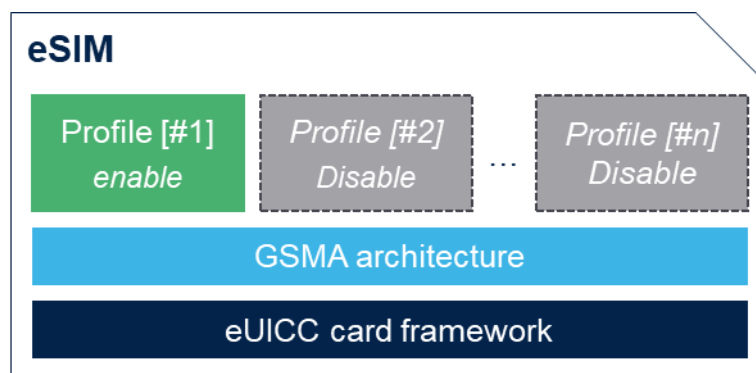 eSIM
Profile [#1]
enable
Profile [#2]
Disable
...
Profile [#n]
Disable
GSMA architecture
eUICC card framework